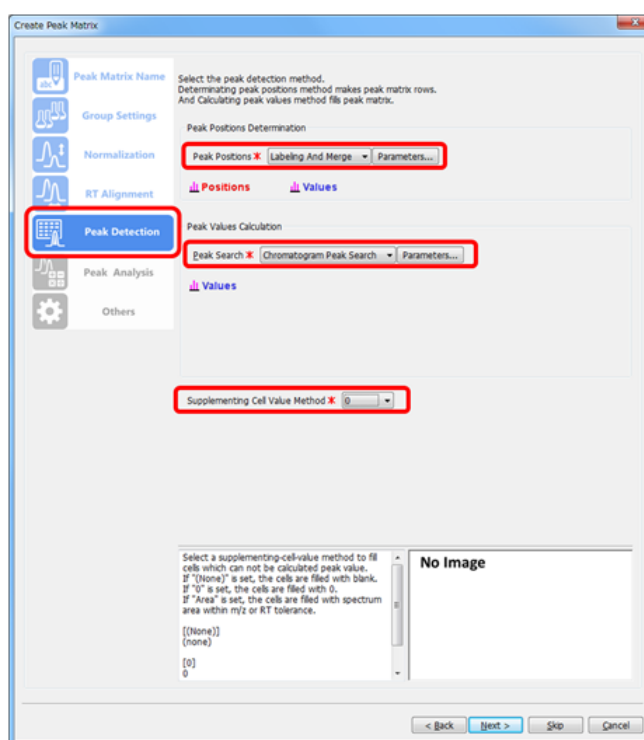 Create Peak Matrix
abc
Peak Matrix Name
Group Settings
Normalization
RT Alignment
Peak Detection
Peak Analysis
Others
Select the peak detection method.
Determinating peak positions method makes peak matrix rows.
And Calculating peak values method fills peak matrix.
Peak Positions Determination
Peak Positions * Labeling And Merge Parameters...
Positions Values
Peak Values Calculation
Peak Search * Chromatogram Peak Search Parameters...
Values
Supplementing Cell Value Method * 0
Select a supplementing-cell-value method to fill
cells which can not be calculated peak value.
If "(None)" is set, the cells are filled with blank.
If "0" is set, the cells are filled with 0.
If "Area" is set, the cells are filled with spectrum
area within m/z or RT tolerance.
[(None)]
(none)
[0]
0
No Image
< Back Next > Skip Cancel